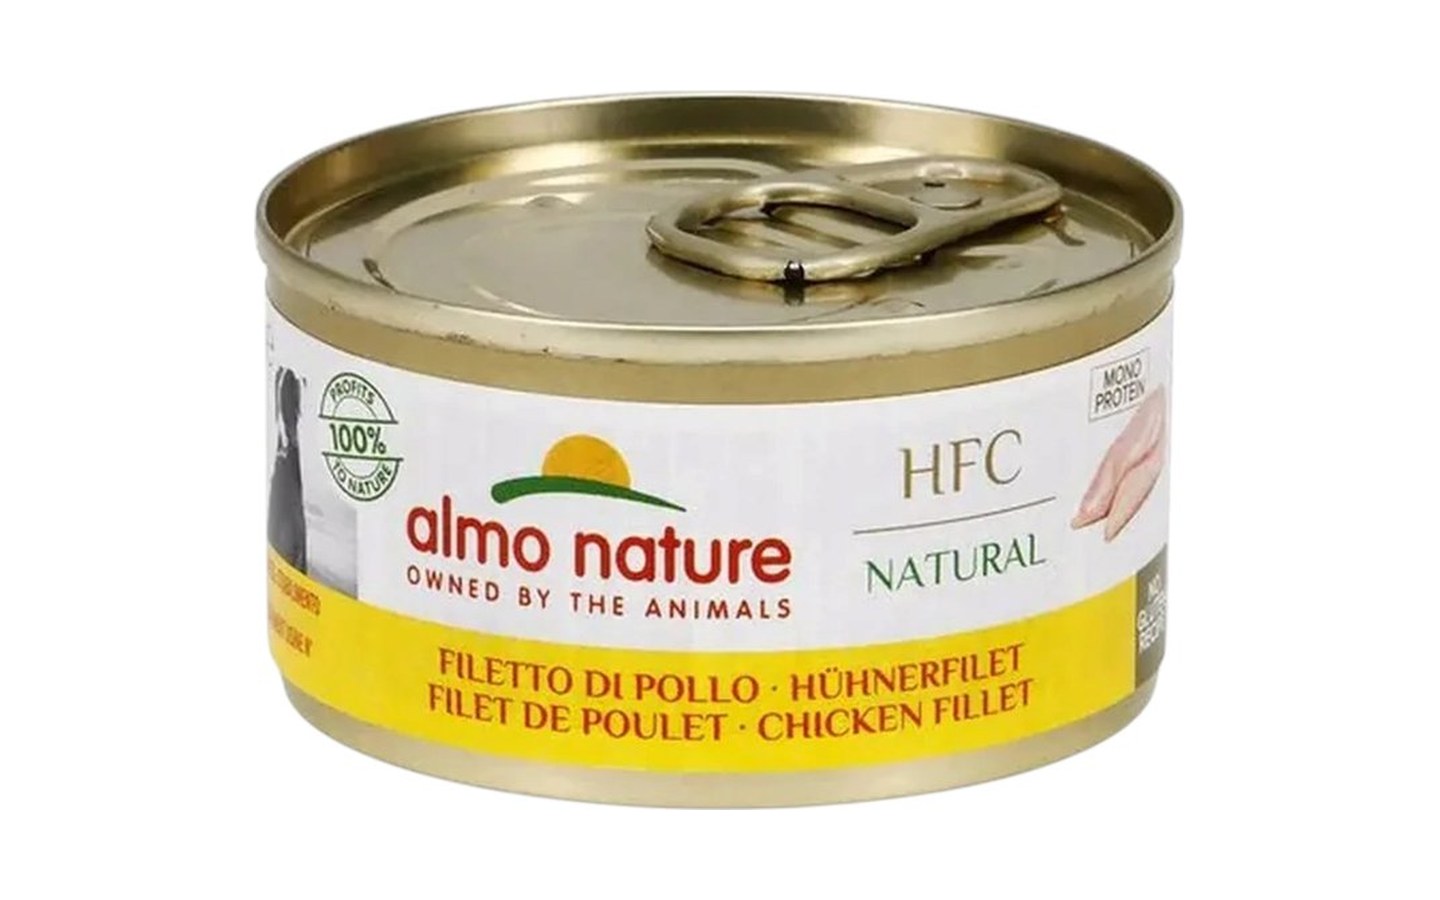 PROFITS
100%
TO NATURE
almo nature
OWNED BY THE ANIMALS
HFC
NATURAL
MONO
PROTEIN
FILETTO DI POLLO · HÜHNERFILET
FILET DE POULET · CHICKEN FILLET
NO